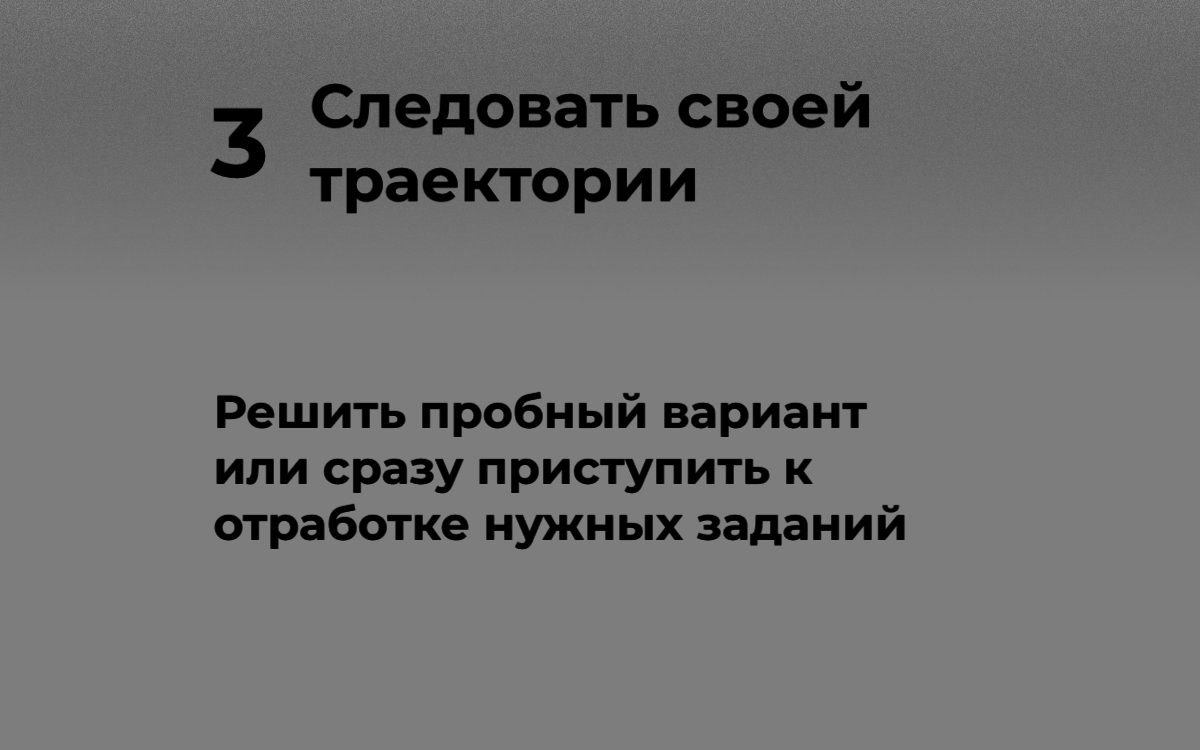 3 Следовать своей
траектории
Решить пробный вариант
или сразу приступить к
отработке нужных заданий